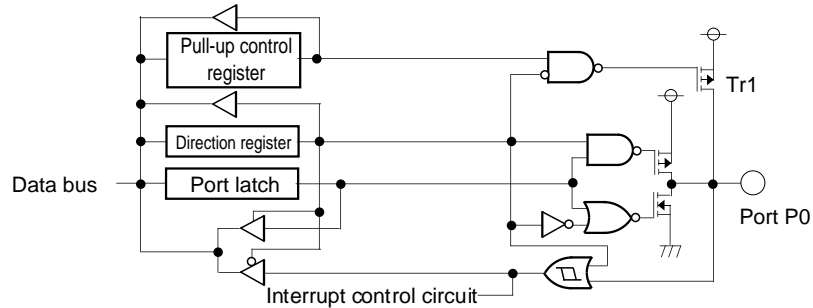 Pull-up control
register
Tr1
Direction register
Data bus
Port latch
Port P0
Interrupt control circuit